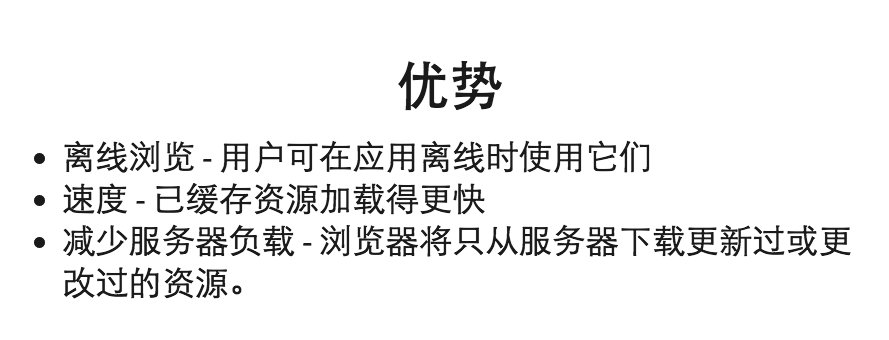 优势
• 离线浏览 - 用户可在应用离线时使用它们
• 速度 - 已缓存资源加载得更快
• 减少服务器负载 - 浏览器将只从服务器下载更新过或更
改过的资源。